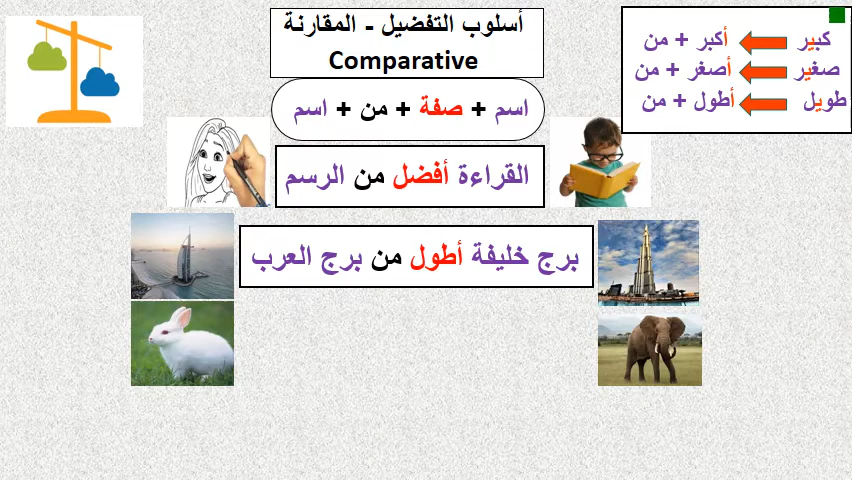 أسلوب التفضيل - المقارنة
Comparative
اسم + صفة + من + اسم
كبير أكبر + من
صغير أصغر + من
طويل أطول + من
القراءة أفضل من الرسم
برج خليفة أطول من برج العرب